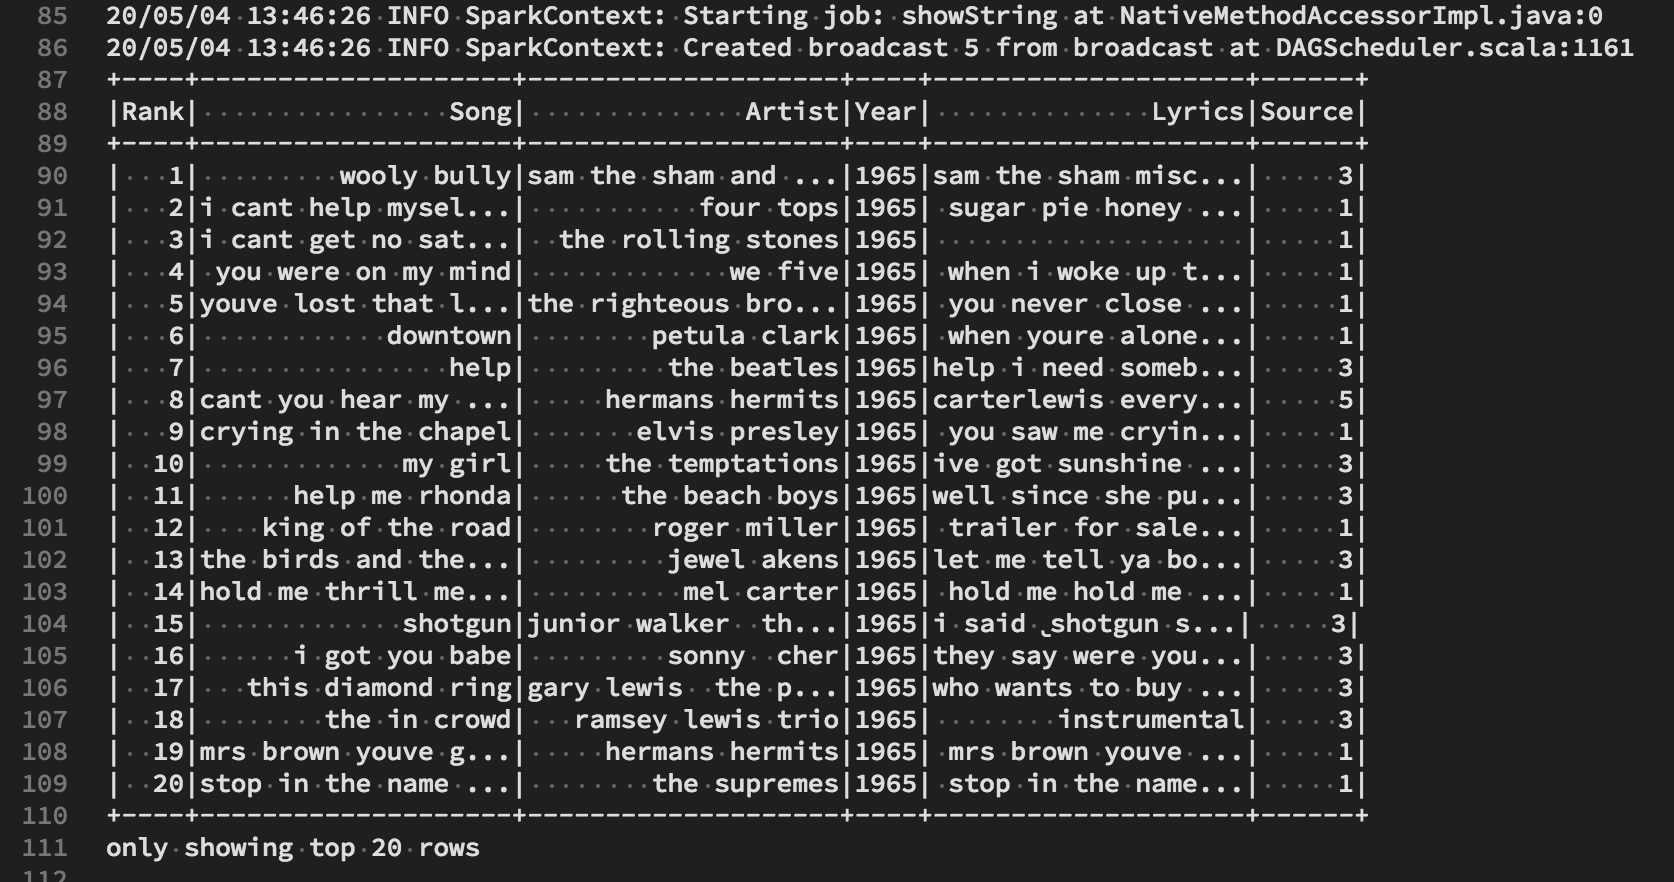 85 20/05/04 13:46:26 INFO SparkContext: Starting job: showString at NativeMethodAccessorImpl.java:0
86 20/05/04 13:46:26 INFO SparkContext: Created broadcast 5 from broadcast at DAGScheduler.scala:1161
87 +----+--------------------+--------------------+----+--------------------+------+
88 |Rank|                Song|              Artist|Year|              Lyrics|Source|
89 +----+--------------------+--------------------+----+--------------------+------+
90 |   1|         wooly bully|sam the sham and ...|1965|sam the sham misc...|     3|
91 |   2|i cant help mysel...|           four tops|1965| sugar pie honey ...|     1|
92 |   3|i cant get no sat...|  the rolling stones|1965|                    |     1|
93 |   4| you were on my mind|             we five|1965| when i woke up t...|     1|
94 |   5|youve lost that l...|the righteous bro...|1965| you never close ...|     1|
95 |   6|            downtown|        petula clark|1965| when youre alone...|     1|
96 |   7|                help|         the beatles|1965|help i need someb...|     3|
97 |   8|cant you hear my ...|     hermans hermits|1965|carterlewis every...|     5|
98 |   9|crying in the chapel|       elvis presley|1965| you saw me cryin...|     1|
99 |  10|             my girl|     the temptations|1965|ive got sunshine ...|     3|
100 |  11|      help me rhonda|      the beach boys|1965|well since she pu...|     3|
101 |  12|    king of the road|        roger miller|1965| trailer for sale...|     1|
102 |  13|the birds and the...|         jewel akens|1965|let me tell ya bo...|     3|
103 |  14|hold me thrill me...|          mel carter|1965| hold me hold me ...|     1|
104 |  15|             shotgun|junior walker  th...|1965|i said ˛shotgun s...|     3|
105 |  16|      i got you babe|         sonny  cher|1965|they say were you...|     3|
106 |  17|   this diamond ring|gary lewis  the p...|1965|who wants to buy ...|     3|
107 |  18|        the in crowd|   ramsey lewis trio|1965|        instrumental|     3|
108 |  19|mrs brown youve g...|     hermans hermits|1965| mrs brown youve ...|     1|
109 |  20|stop in the name ...|        the supremes|1965| stop in the name...|     1|
110 +----+--------------------+--------------------+----+--------------------+------+
111 only showing top 20 rows
112